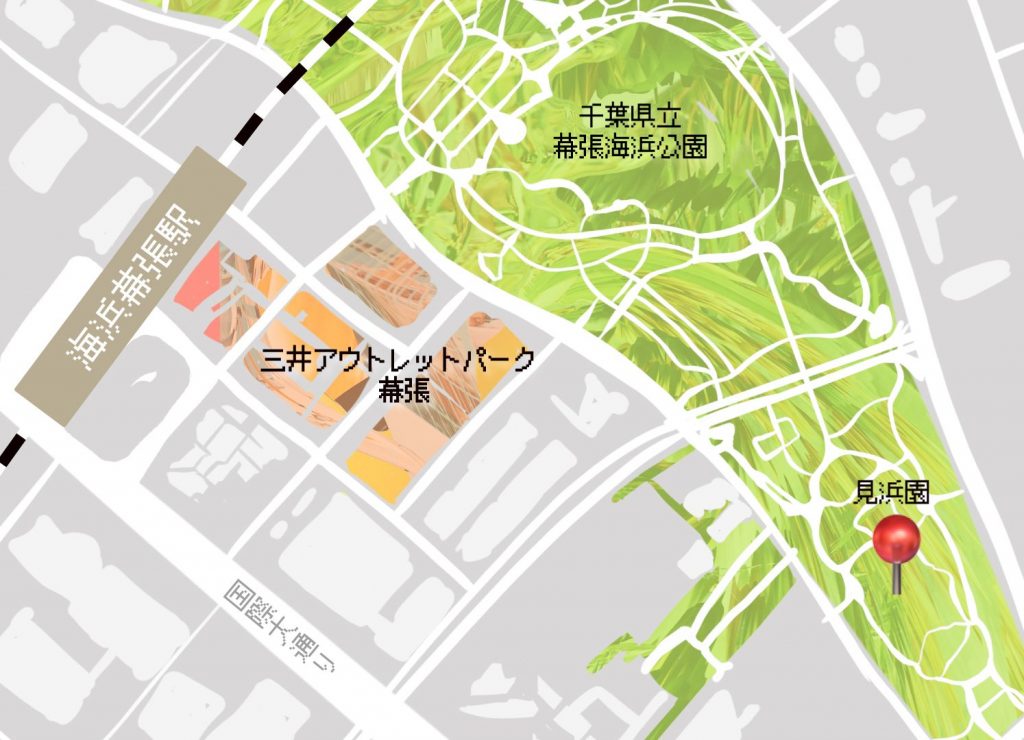 千葉県立
幕張海浜公園
海浜幕張駅
三井アウトレットパーク
幕張
見浜園
国際大通り